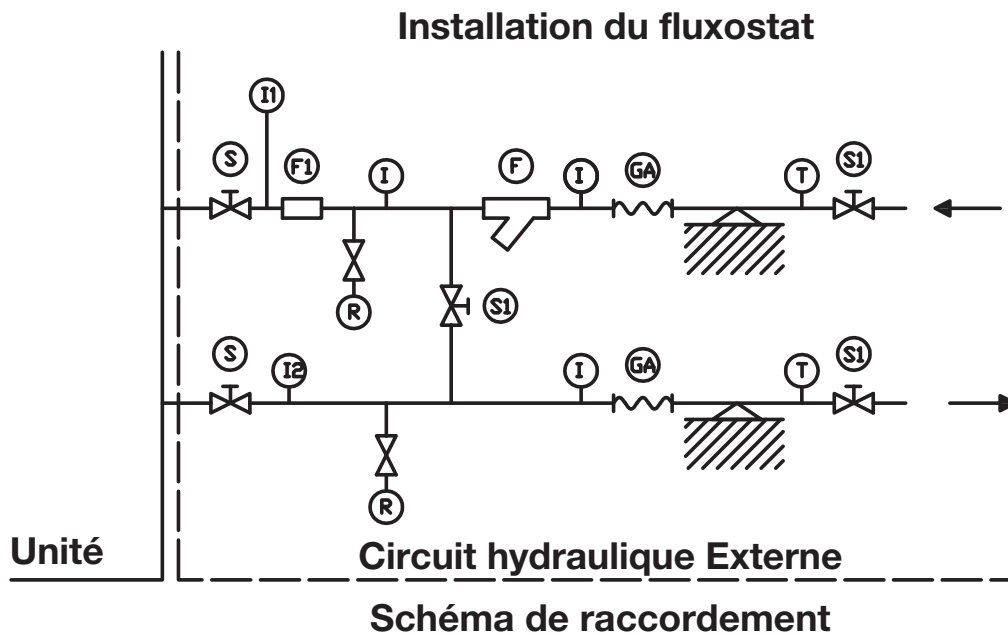 Installation du fluxostat
I1
S F1 I F I GA T S1
R S1
S I2 I GA T S1
R
Unité
Circuit hydraulique Externe
Schéma de raccordement